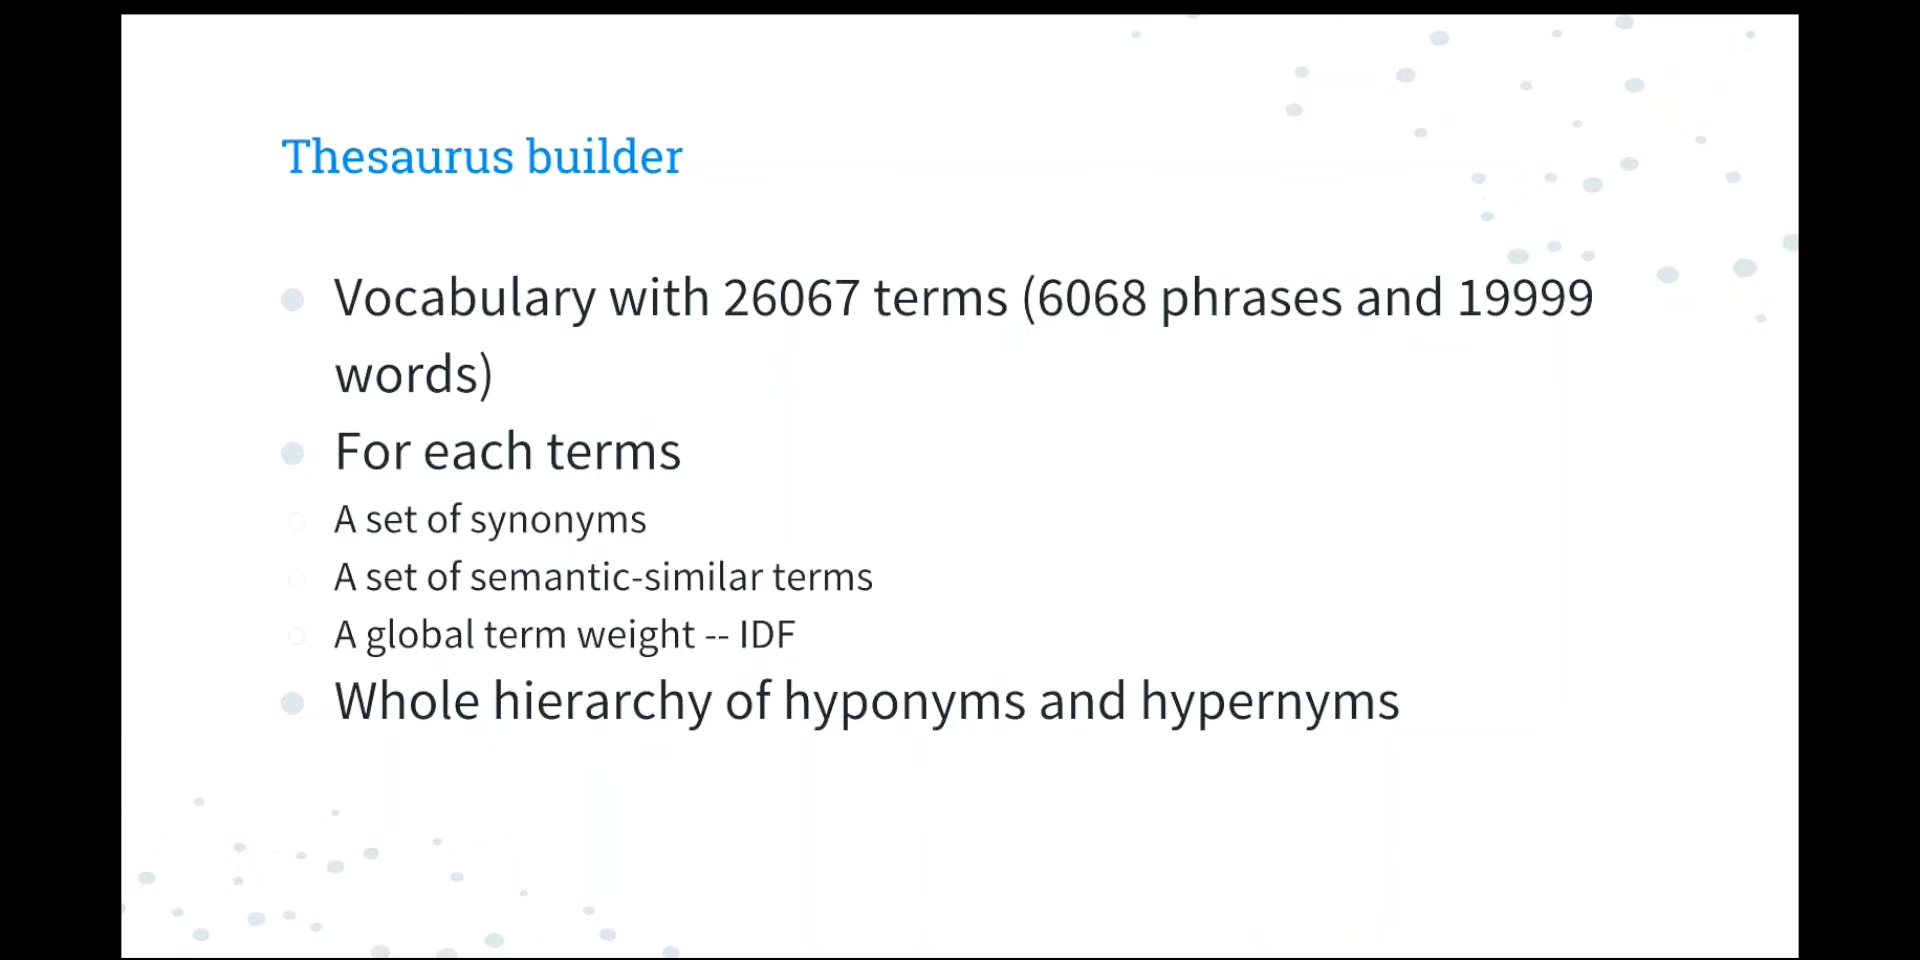 Thesaurus builder
Vocabulary with 26067 terms (6068 phrases and 19999
words)
For each terms
A set of synonyms
A set of semantic-similar terms
A global term weight -- IDF
Whole hierarchy of hyponyms and hypernyms